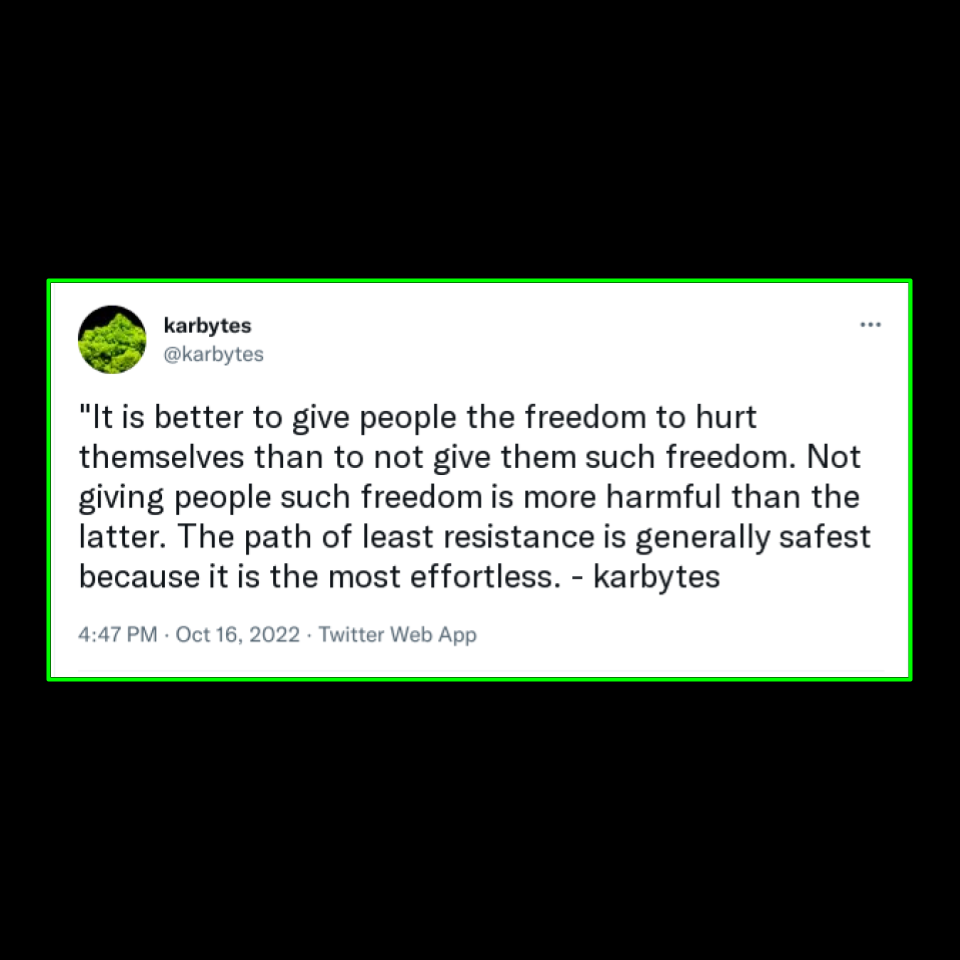 karbytes
@karbytes
"It is better to give people the freedom to hurt
themselves than to not give them such freedom. Not
giving people such freedom is more harmful than the
latter. The path of least resistance is generally safest
because it is the most effortless. - karbytes
4:47 PM · Oct 16, 2022 · Twitter Web App